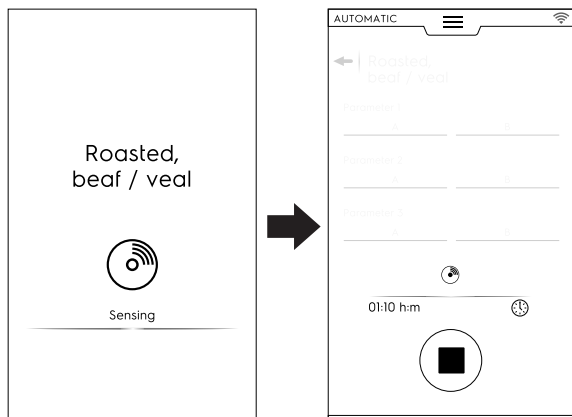 Roasted,
beaf / veal
Sensing
AUTOMATIC
Roasted,
beaf / veal
Parameter 1
A B
Parameter 2
A B
Parameter 3
A B
01:10 h:m